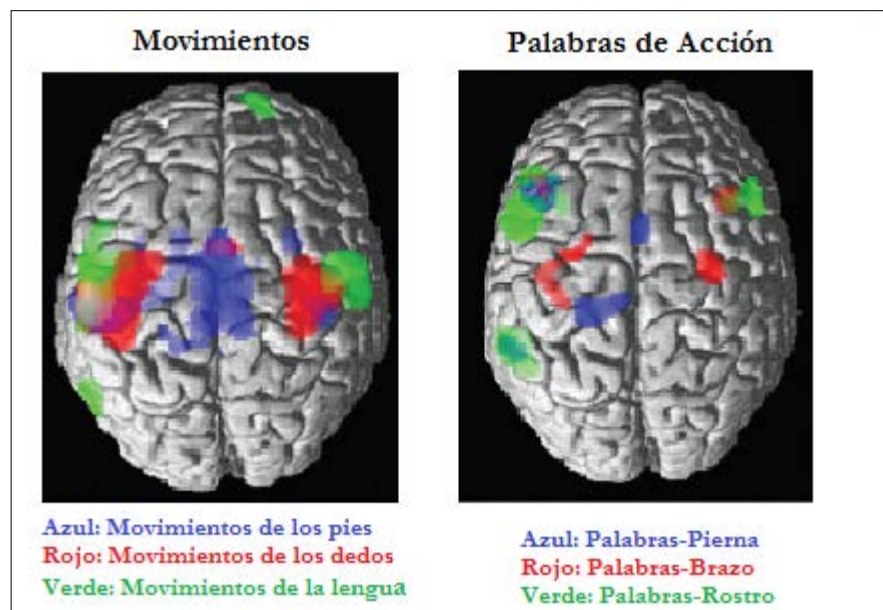 Movimientos
Palabras de Acción
Azul: Movimientos de los pies
Rojo: Movimientos de los dedos
Verde: Movimientos de la lengua
Azul: Palabras-Pierna
Rojo: Palabras-Brazo
Verde: Palabras-Rostro